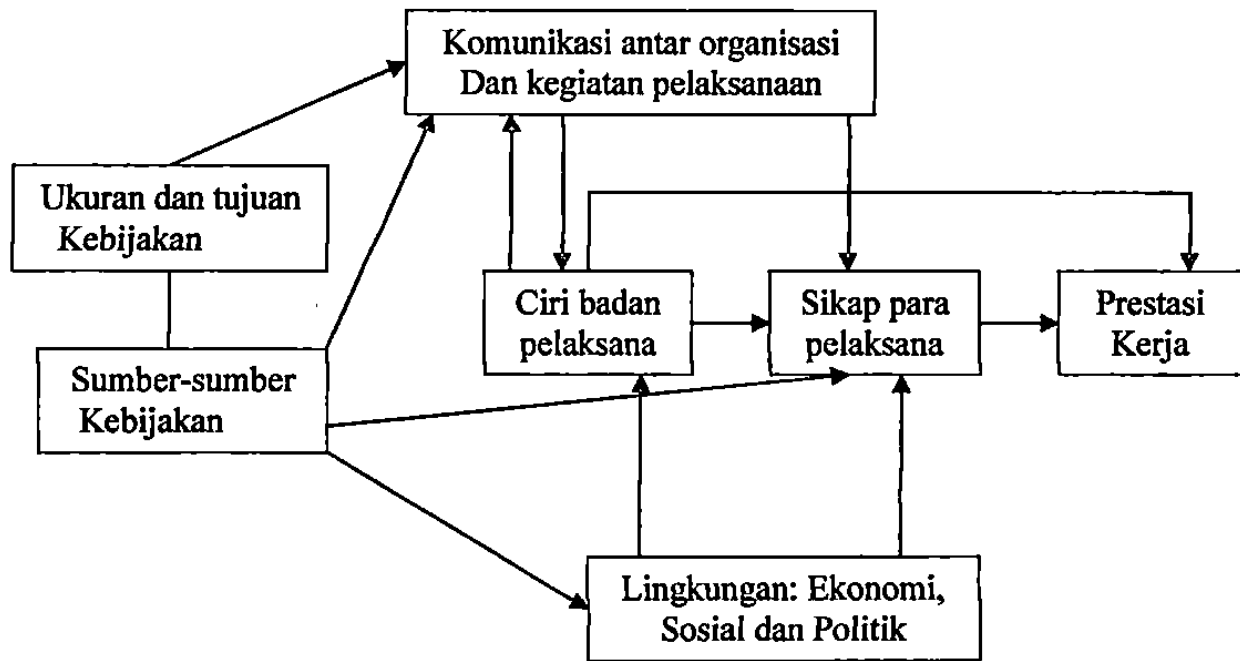 Komunikasi antar organisasi
Dan kegiatan pelaksanaan
Ukuran dan tujuan
Kebijakan
Sumber-sumber
Kebijakan
Ciri badan
pelaksana
Sikap para
pelaksana
Prestasi
Kerja
Lingkungan: Ekonomi,
Sosial dan Politik